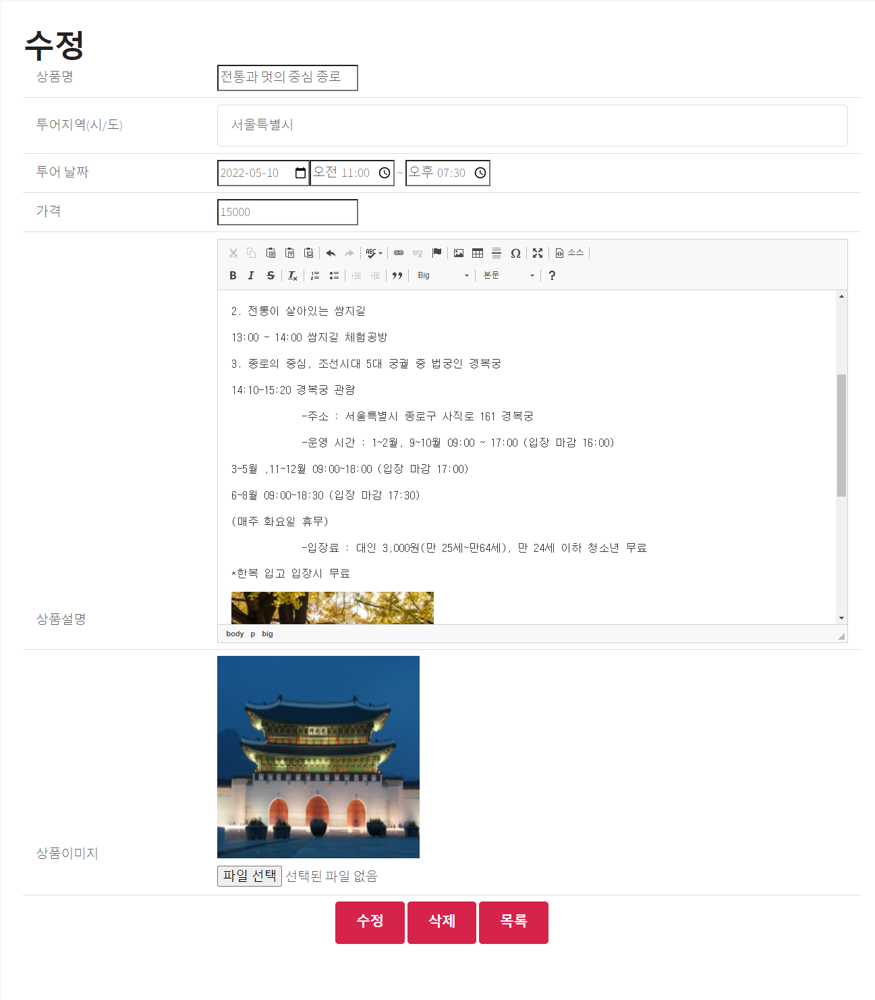 수정
상품명
전통과 멋의 중심 종로
투어지역(시/도)
서울특별시
투어 날짜
2022-05-10 오전 11:00 ~ 오후 07:30
가격
15000
ABC
소스
B I S Tx Ω
Big 본문 ?
2. 전통이 살아있는 쌈지길
13:00 ~ 14:00 쌈지길 체험공방
3. 종로의 중심, 조선시대 5대 궁궐 중 법궁인 경복궁
14:10-15:20 경복궁 관람
-주소 : 서울특별시 종로구 사직로 161 경복궁
-운영 시간 : 1~2월, 9~10월 09:00 ~ 17:00 (입장 마감 16:00)
3~5월 ,11~12월 09:00~18:00 (입장 마감 17:00)
6~8월 09:00~18:30 (입장 마감 17:30)
(매주 화요일 휴무)
-입장료 : 대인 3,000원(만 25세~만64세), 만 24세 이하 청소년 무료
*한복 입고 입장시 무료
상품설명
body p big
상품이미지
파일 선택 선택된 파일 없음
수정 삭제 목록